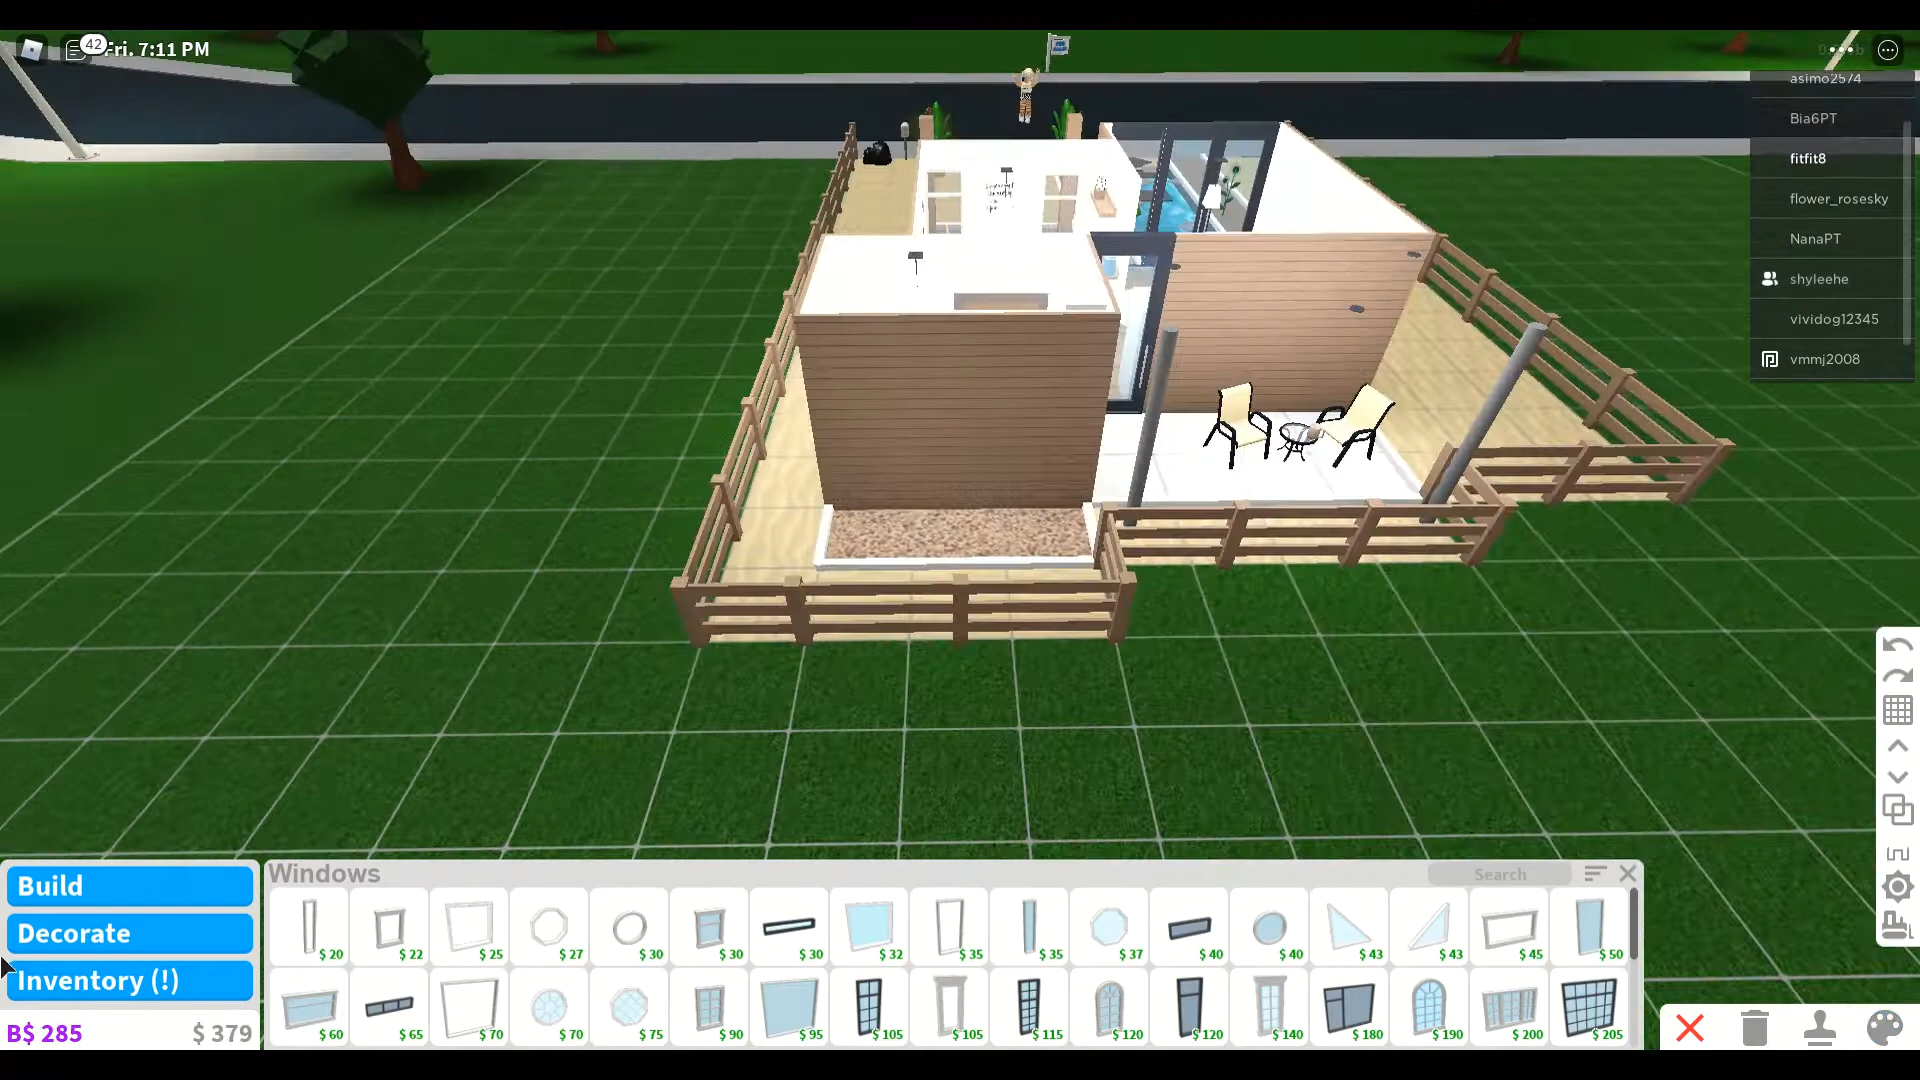 42
Fri. 7:11 PM
asimo2574
Bia6PT
fitfit8
flower_rosesky
NanaPT
shyleehe
vividog12345
vmmj2008
Build
Decorate
Inventory (!)
B$ 285
$ 379
Windows
Search
$ 20
$ 22
$ 25
$ 27
$ 30
$ 30
$ 30
$ 32
$ 35
$ 35
$ 37
$ 40
$ 40
$ 43
$ 43
$ 45
$ 50
$ 60
$ 65
$ 70
$ 70
$ 75
$ 90
$ 95
$ 105
$ 105
$ 115
$ 120
$ 120
$ 140
$ 180
$ 190
$ 200
$ 205